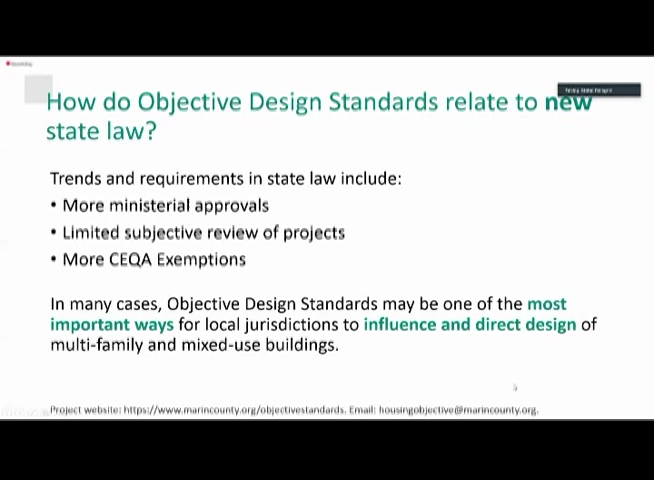 How do Objective Design Standards relate to new
state law?
Trends and requirements in state law include:
• More ministerial approvals
• Limited subjective review of projects
• More CEQA Exemptions
In many cases, Objective Design Standards may be one of the most
important ways for local jurisdictions to influence and direct design of
multi-family and mixed-use buildings.
Project website: https://www.marincounty.org/objectivestandards. Email: housingobjective@marincounty.org.